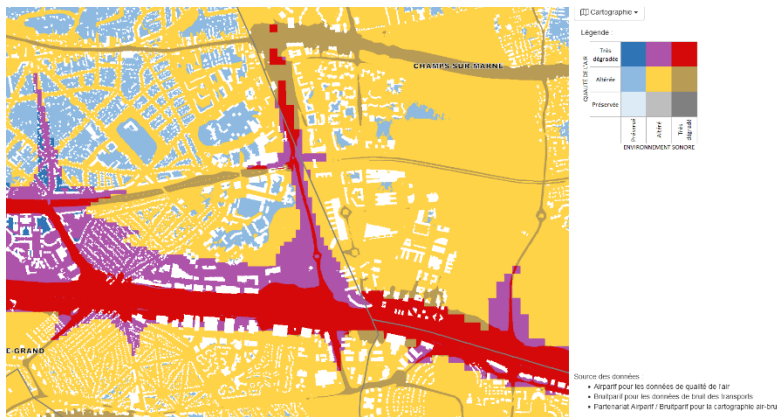 Cartographie
Légende :
CHAMPS-SUR-MARNE
QUALITÉ DE L'AIR
Très
dégradée
Altérée
Préservée
Préservé
Altéré
Très
dégradé
ENVIRONNEMENT SONORE
E-GRAND
Source des données
Airparif pour les données de qualité de l'air
Bruitparif pour les données de bruit des transports
Partenariat Airparif / Bruitparif pour la cartographie air-bru